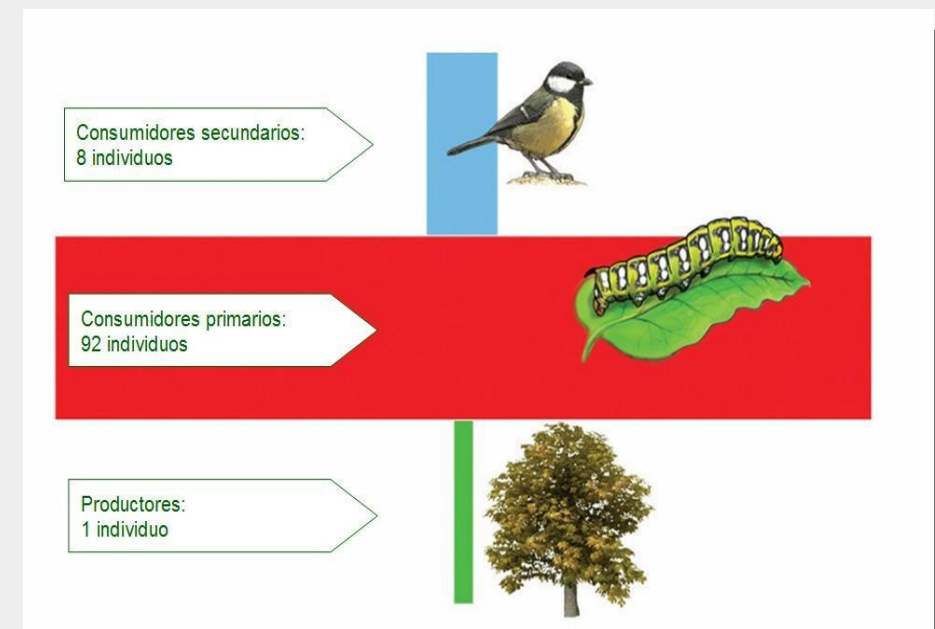 Consumidores secundarios:
8 individuos
Consumidores primarios:
92 individuos
Productores:
1 individuo